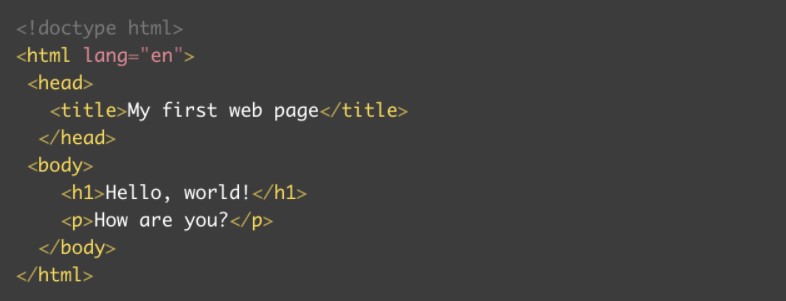 <!doctype html>
<html lang="en">
<head>
<title>My first web page</title>
</head>
<body>
<h1>Hello, world!</h1>
<p>How are you?</p>
</body>
</html>